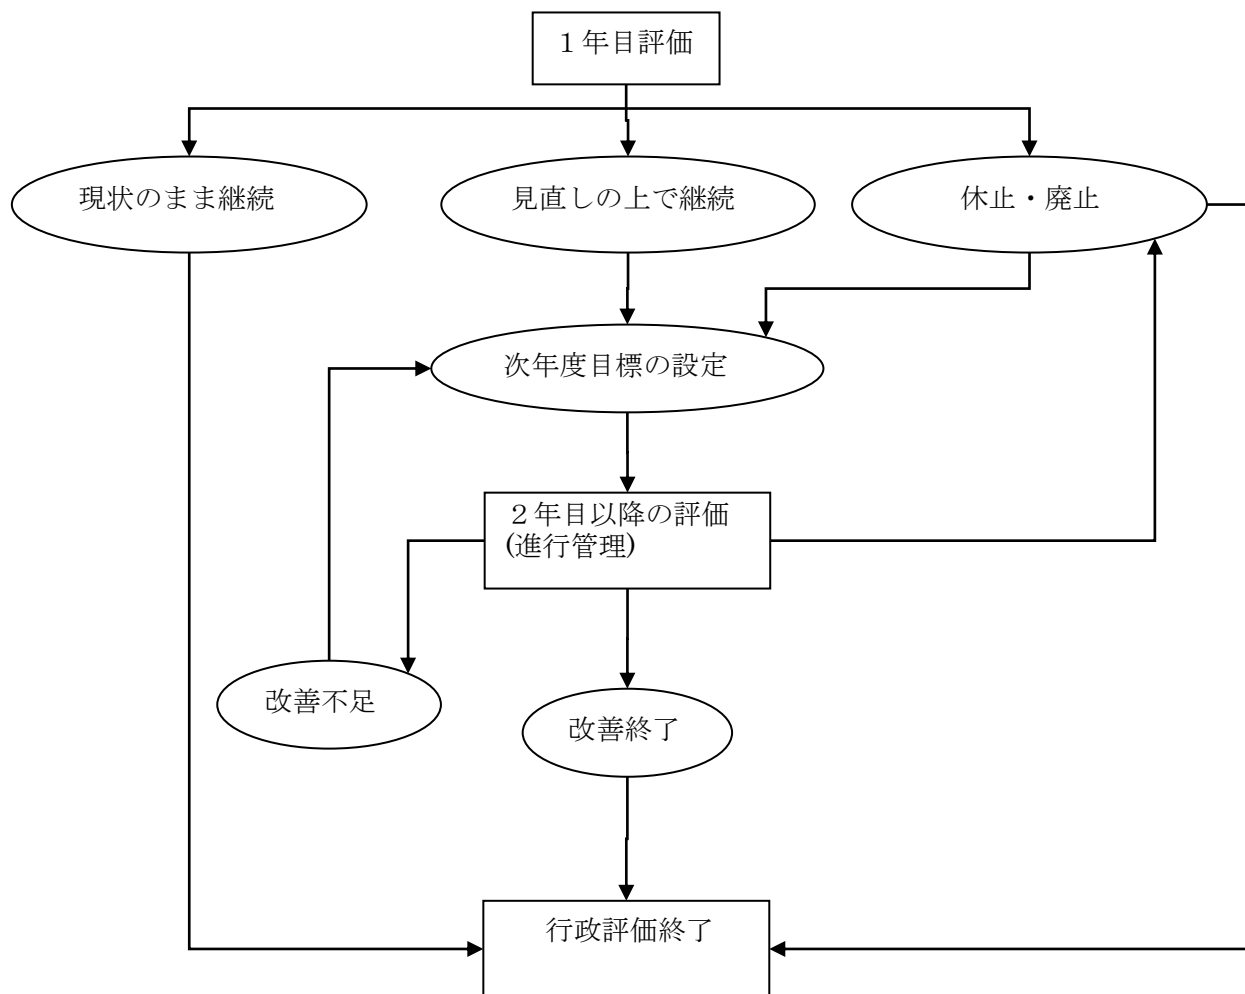 １年目評価
現状のまま継続
見直しの上で継続
休止・廃止
次年度目標の設定
２年目以降の評価
(進行管理)
改善不足
改善終了
行政評価終了